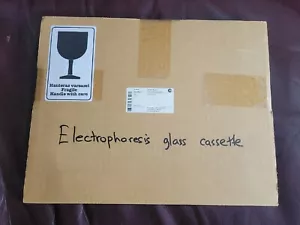 Hanteras varsamt
Fragile
Handle with care
Electrophoresis glass cassette